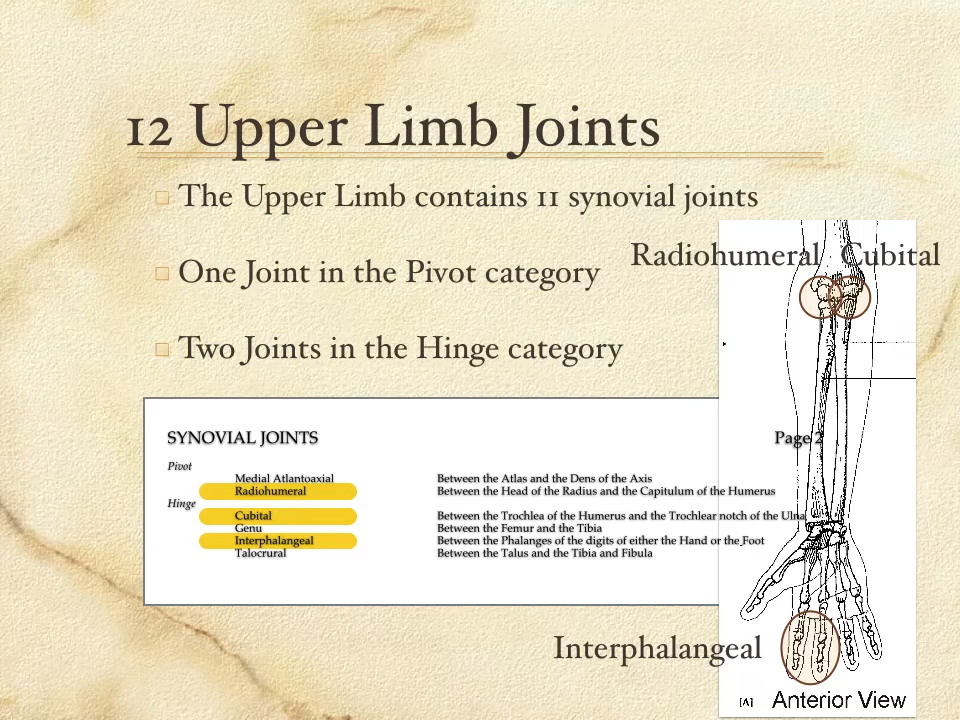 12 Upper Limb Joints
The Upper Limb contains 11 synovial joints
Radiohumeral Cubital
One Joint in the Pivot category
Two Joints in the Hinge category
SYNOVIAL JOINTS Page 2
Pivot
Medial Atlantoaxial Between the Atlas and the Dens of the Axis
Radiohumeral Between the Head of the Radius and the Capitulum of the Humerus
Hinge
Cubital Between the Trochlea of the Humerus and the Trochlear notch of the Ulna
Genu Between the Femur and the Tibia
Interphalangeal Between the Phalanges of the digits of either the Hand or the Foot
Talocrural Between the Talus and the Tibia and Fibula
Interphalangeal
[A] Anterior View